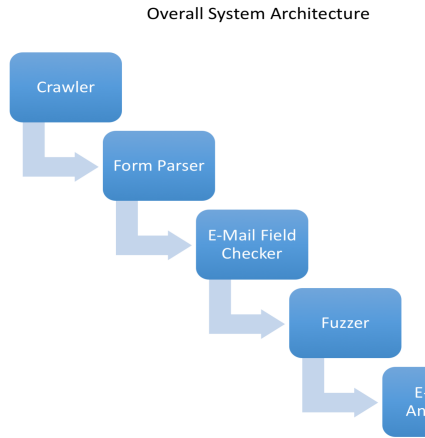 Overall System Architecture
Crawler
Form Parser
E-Mail Field
Checker
Fuzzer